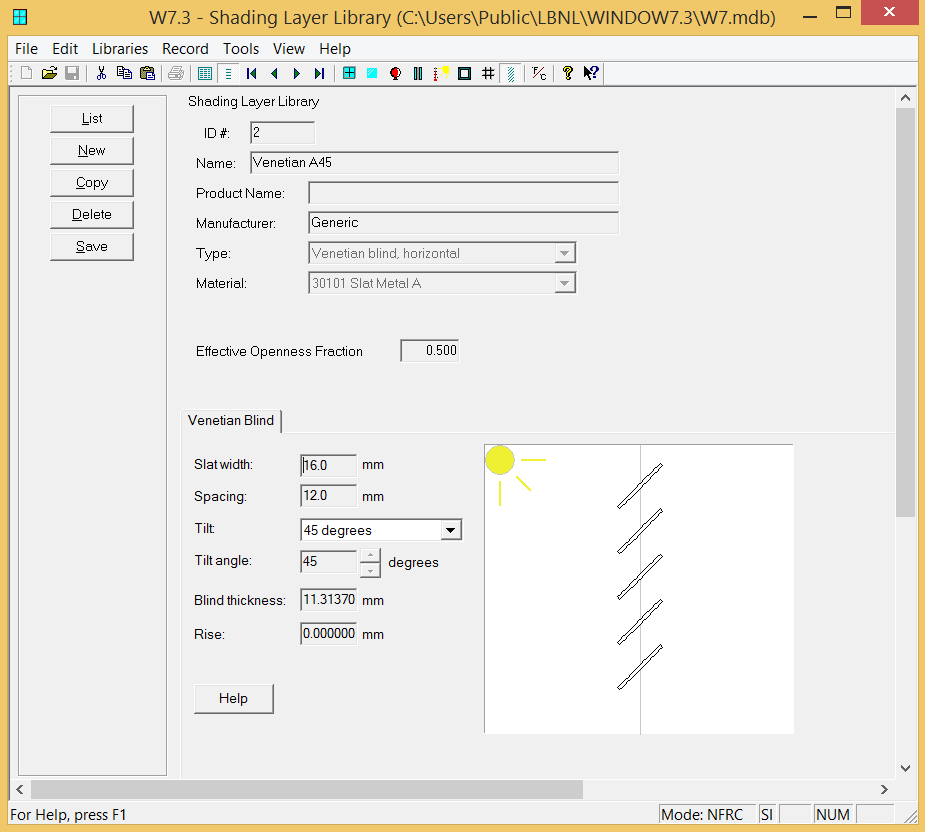 W7.3 - Shading Layer Library (C:\Users\Public\LBNL\WINDOW7.3\W7.mdb)
File Edit Libraries Record Tools View Help
°F/c ? ?
List
New
Copy
Delete
Save
Shading Layer Library
ID #: 2
Name: Venetian A45
Product Name:
Manufacturer: Generic
Type: Venetian blind, horizontal
Material: 30101 Slat Metal A
Effective Openness Fraction 0.500
Venetian Blind
Slat width: 16.0 mm
Spacing: 12.0 mm
Tilt: 45 degrees
Tilt angle: 45 degrees
Blind thickness: 11.31370 mm
Rise: 0.000000 mm
Help
For Help, press F1 Mode: NFRC SI NUM